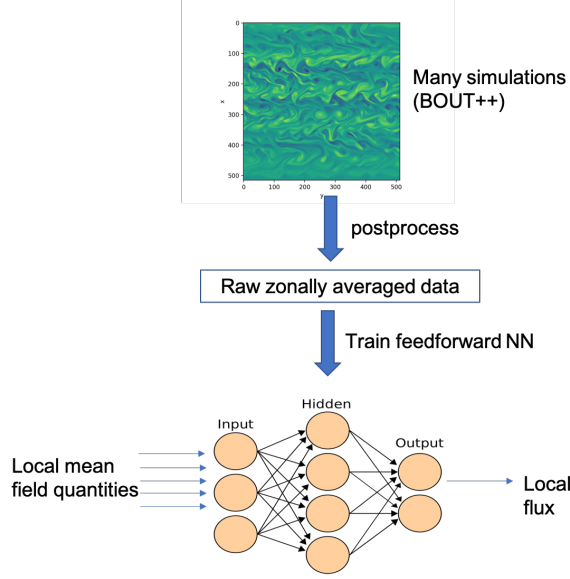 0
100
200
300
400
500
x
0 100 200 300 400 500
y
Many simulations
(BOUT++)
postprocess
Raw zonally averaged data
Train feedforward NN
Hidden
Input
Output
Local mean
field quantities
Local
flux